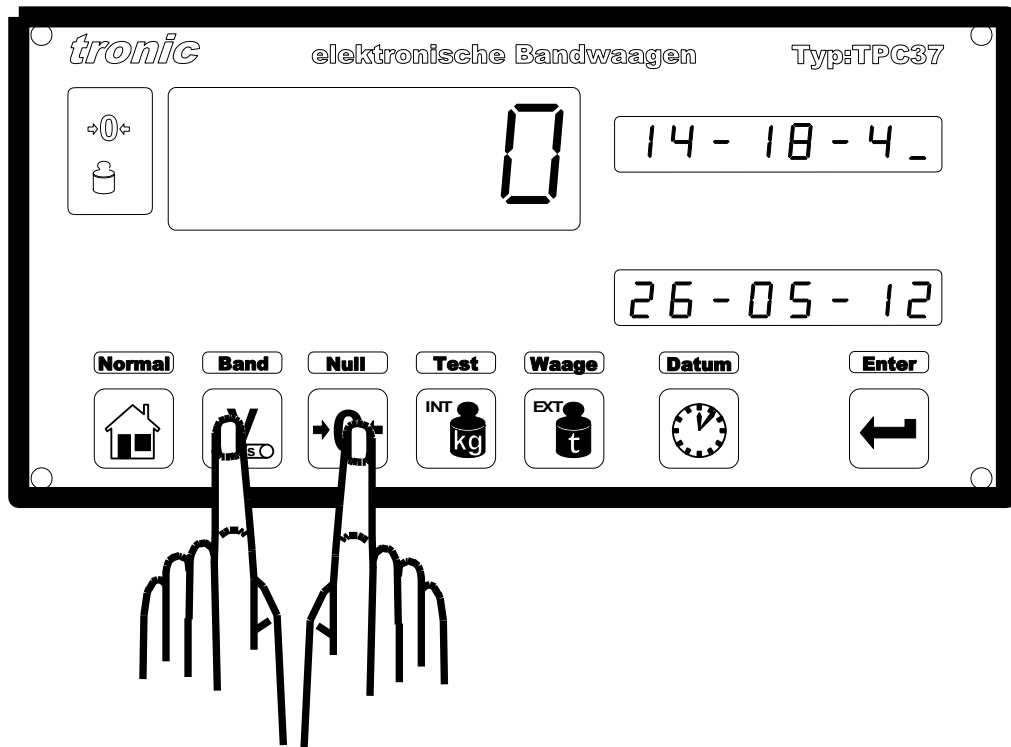 tronic elektronische Bandwaagen Typ:TPC37
0
0 14-18-4_
26-05-12
Normal Band Null Test Waage Datum Enter
INT EXT
kg t